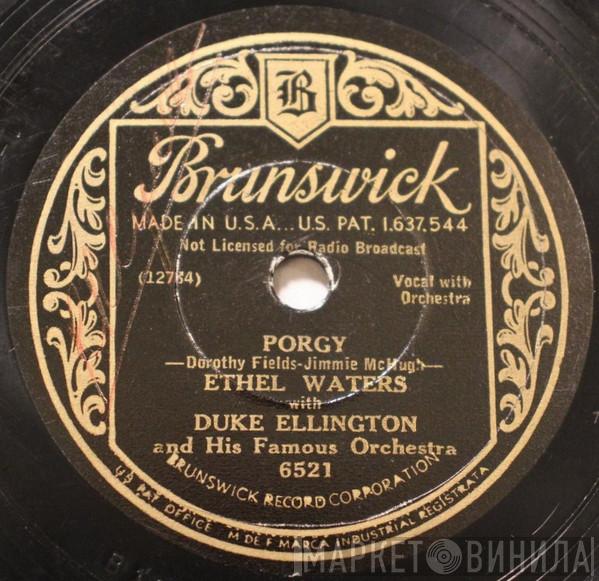 B
Brunswick
MADE IN U.S.A... U.S. PAT. 1.637.544
Not Licensed for Radio Broadcast
(12784)
Vocal with
Orchestra
PORGY
—Dorothy Fields-Jimmie McHugh—
ETHEL WATERS
with
DUKE ELLINGTON
and His Famous Orchestra
6521
BRUNSWICK RECORD CORPORATION
PAT OFFICE - M DE F MARCA INDUSTRIAL REGISTRATA
МАРКЕТ ВИНИЛА